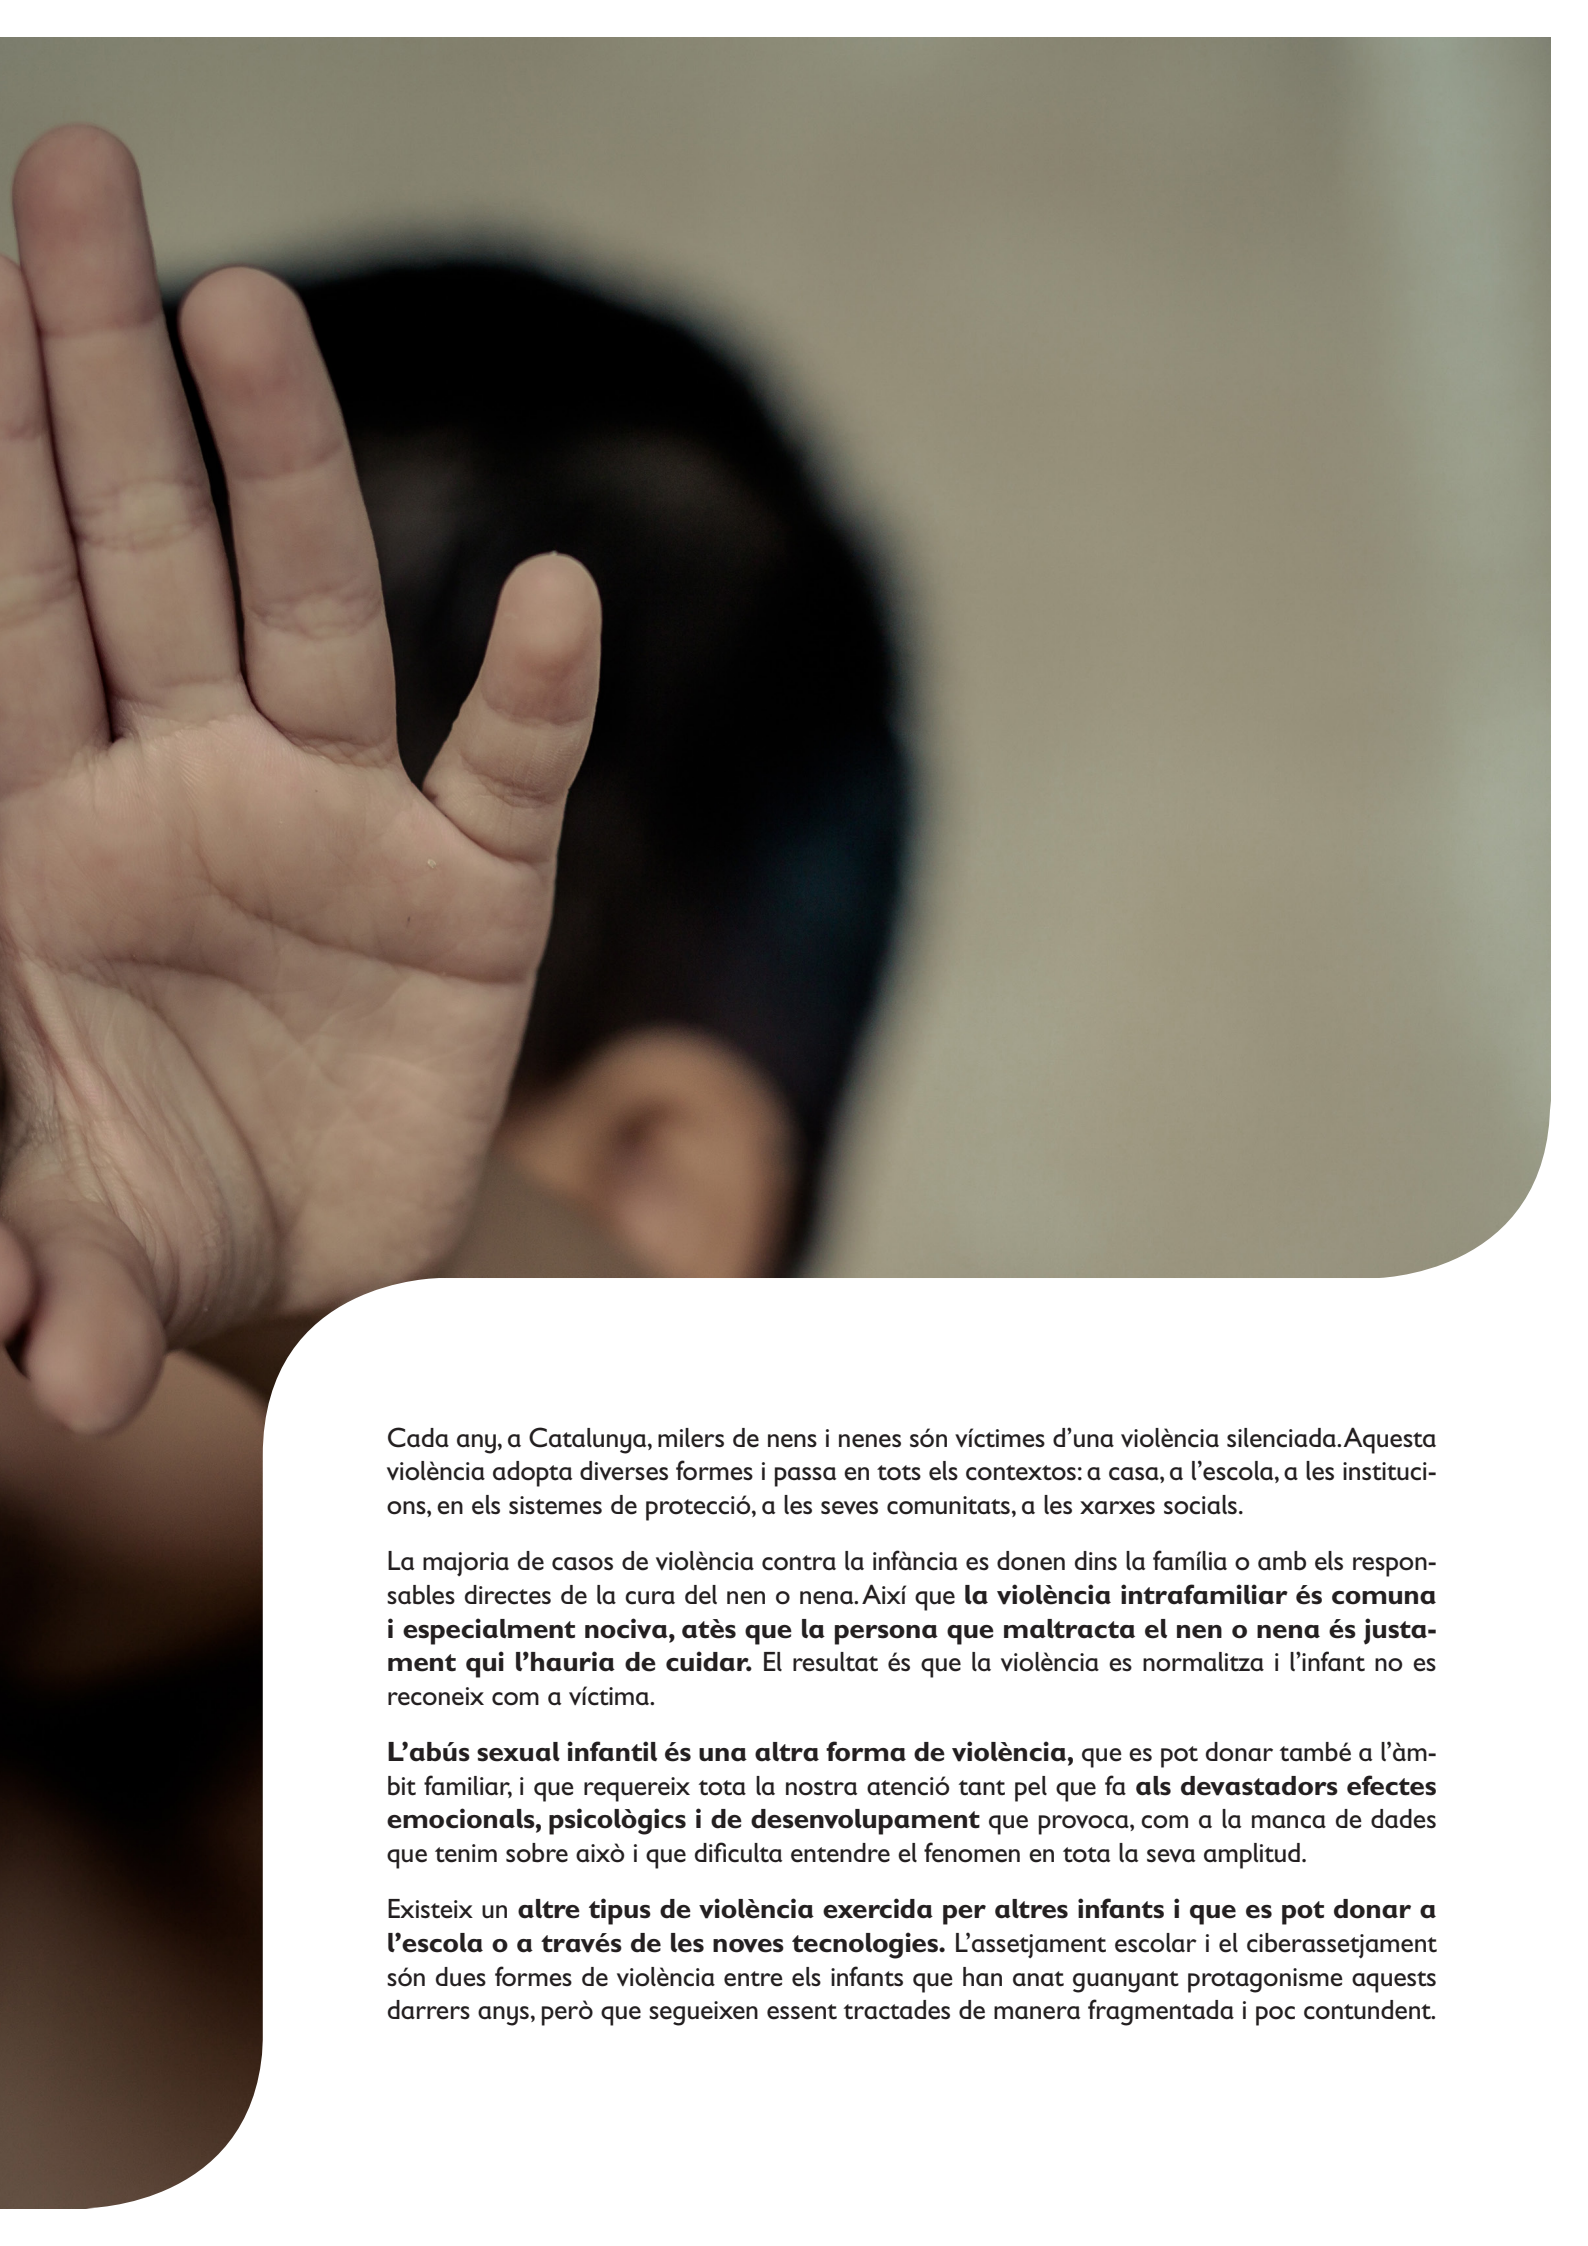 Cada any, a Catalunya, milers de nens i nenes són víctimes d’una violència silenciada. Aquesta
violència adopta diverses formes i passa en tots els contextos: a casa, a l’escola, a les instituci-
ons, en els sistemes de protecció, a les seves comunitats, a les xarxes socials.
La majoria de casos de violència contra la infància es donen dins la família o amb els respon-
sables directes de la cura del nen o nena. Així que la violència intrafamiliar és comuna
i especialment nociva, atès que la persona que maltracta el nen o nena és justa-
ment qui l’hauria de cuidar. El resultat és que la violència es normalitza i l’infant no es
reconeix com a víctima.
L’abús sexual infantil és una altra forma de violència, que es pot donar també a l’àm-
bit familiar, i que requereix tota la nostra atenció tant pel que fa als devastadors efectes
emocionals, psicològics i de desenvolupament que provoca, com a la manca de dades
que tenim sobre això i que dificulta entendre el fenomen en tota la seva amplitud.
Existeix un altre tipus de violència exercida per altres infants i que es pot donar a
l’escola o a través de les noves tecnologies. L’assetjament escolar i el ciberassetjament
són dues formes de violència entre els infants que han anat guanyant protagonisme aquests
darrers anys, però que segueixen essent tractades de manera fragmentada i poc contundent.